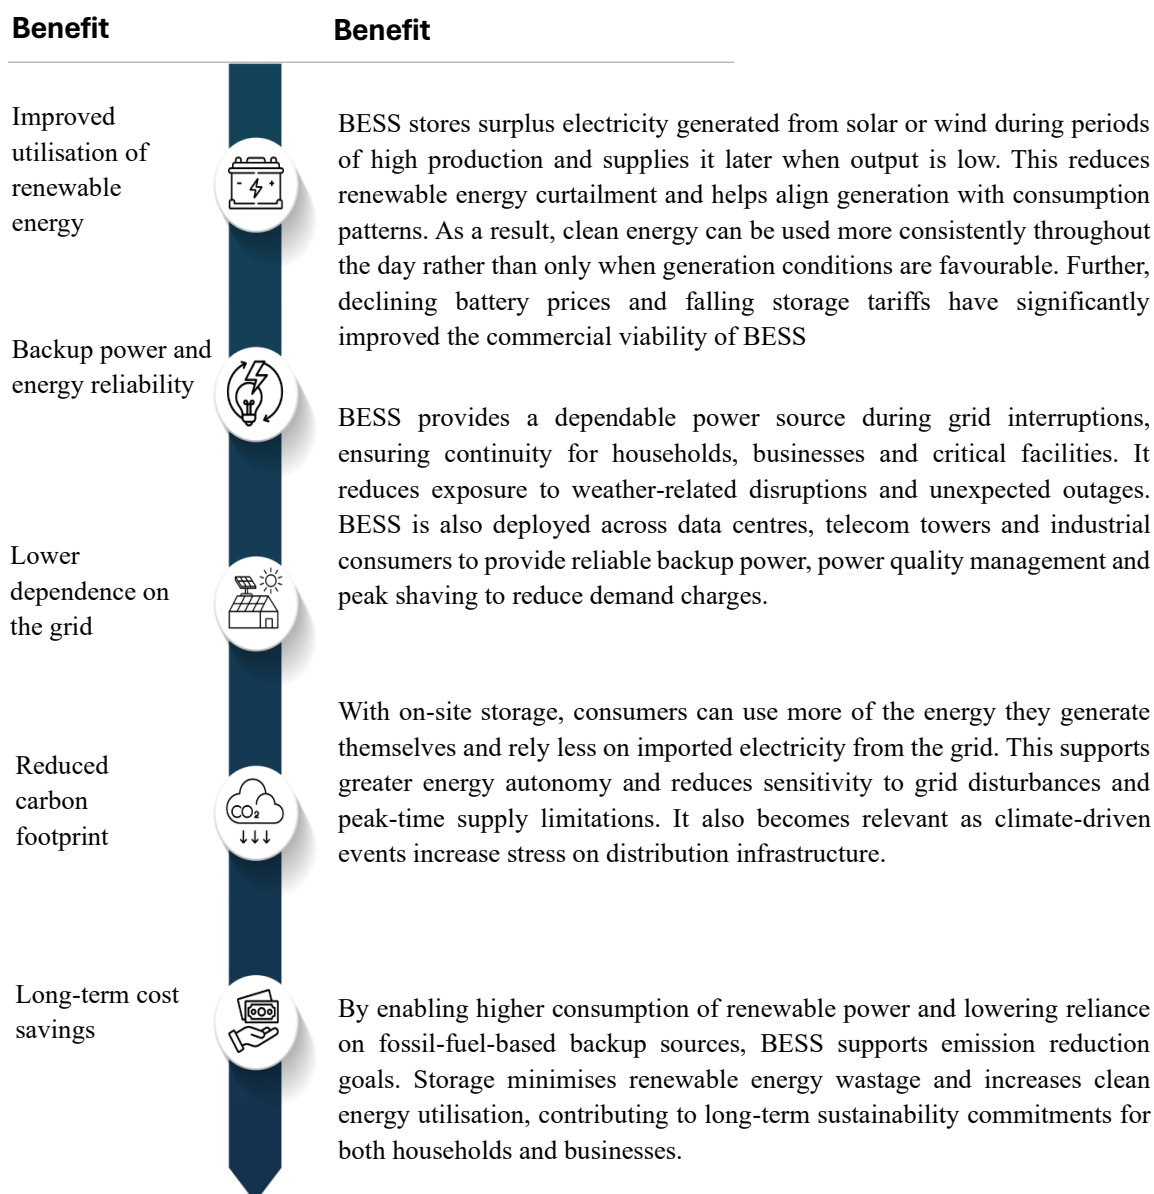 Benefit
Benefit
Improved
utilisation of
renewable
energy
BESS stores surplus electricity generated from solar or wind during periods
of high production and supplies it later when output is low. This reduces
renewable energy curtailment and helps align generation with consumption
patterns. As a result, clean energy can be used more consistently throughout
the day rather than only when generation conditions are favourable. Further,
declining battery prices and falling storage tariffs have significantly
improved the commercial viability of BESS
Backup power and
energy reliability
BESS provides a dependable power source during grid interruptions,
ensuring continuity for households, businesses and critical facilities. It
reduces exposure to weather-related disruptions and unexpected outages.
BESS is also deployed across data centres, telecom towers and industrial
consumers to provide reliable backup power, power quality management and
peak shaving to reduce demand charges.
Lower
dependence on
the grid
With on-site storage, consumers can use more of the energy they generate
themselves and rely less on imported electricity from the grid. This supports
greater energy autonomy and reduces sensitivity to grid disturbances and
peak-time supply limitations. It also becomes relevant as climate-driven
events increase stress on distribution infrastructure.
Reduced
carbon
footprint
CO₂
By enabling higher consumption of renewable power and lowering reliance
on fossil-fuel-based backup sources, BESS supports emission reduction
goals. Storage minimises renewable energy wastage and increases clean
energy utilisation, contributing to long-term sustainability commitments for
both households and businesses.
Long-term cost
savings